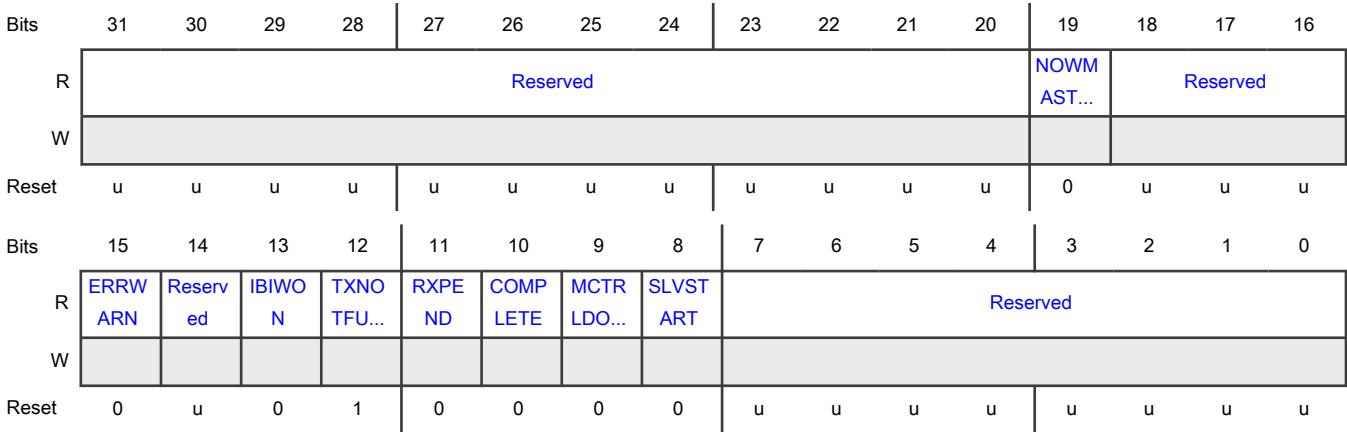 Bits 31 30 29 28 27 26 25 24 23 22 21 20 19 18 17 16
R Reserved NOWM AST... Reserved
W
Reset u u u u u u u u u u u u 0 u u u
Bits 15 14 13 12 11 10 9 8 7 6 5 4 3 2 1 0
ERRW Reserv IBIWO TXNO RXPE COMP MCTR SLVST
R ARN ed N TFU... ND LETE LDO... ART Reserved
W
Reset 0 u 0 1 0 0 0 0 u u u u u u u u